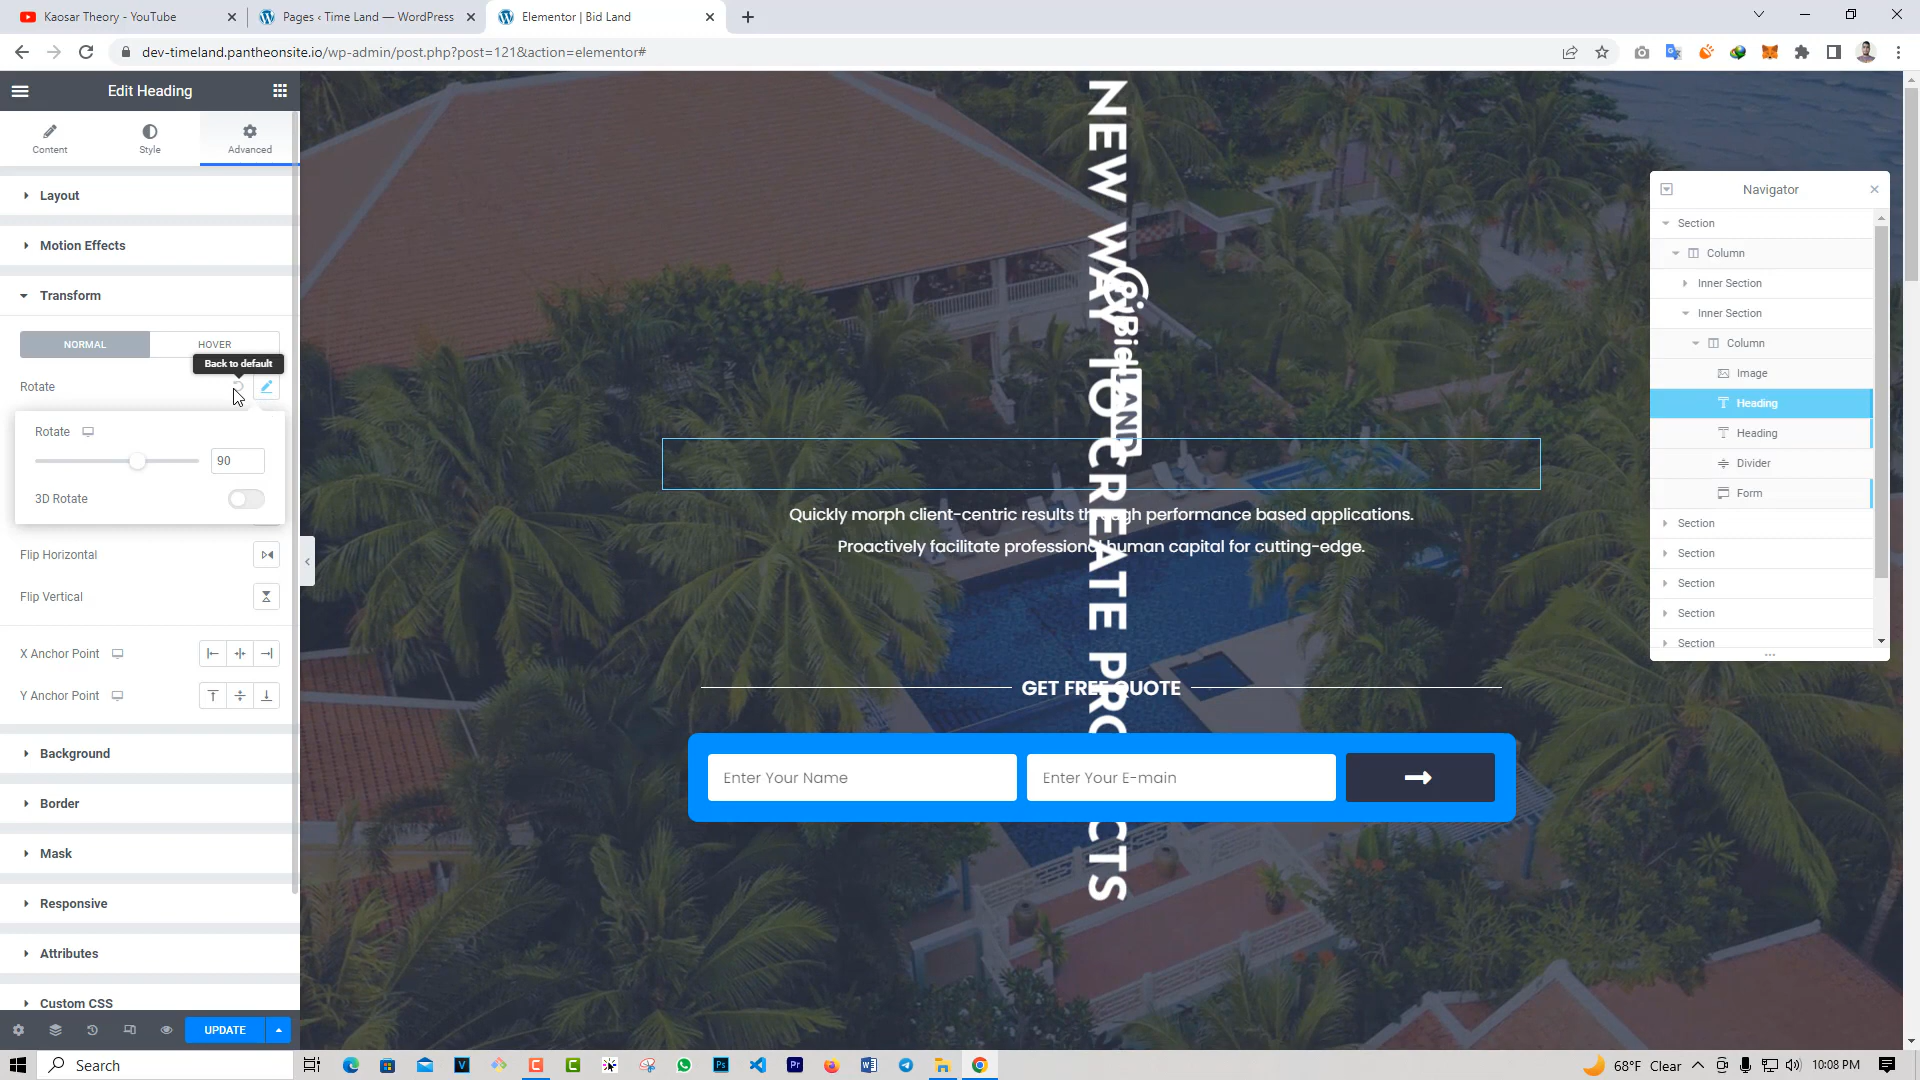 Kaosar Theory - YouTube
Pages ‹ Time Land — WordPress
Elementor | Bid Land
dev-timeland.pantheonsite.io/wp-admin/post.php?post=121&action=elementor#
Edit Heading
Content
Style
Advanced
Layout
Motion Effects
Transform
NORMAL
HOVER
Back to default
Rotate
Rotate
90
3D Rotate
Flip Horizontal
Flip Vertical
X Anchor Point
Y Anchor Point
Background
Border
Mask
Responsive
Attributes
Custom CSS
UPDATE
NEW WAY TO CREATE PROJECTS
BidLAND
Quickly morph client-centric results through performance based applications.
Proactively facilitate professional human capital for cutting-edge.
GET FREE QUOTE
Enter Your Name
Enter Your E-main
Navigator
Section
Column
Inner Section
Inner Section
Column
Image
Heading
Heading
Divider
Form
Section
Section
Section
Section
Section
Search
68°F Clear
10:08 PM